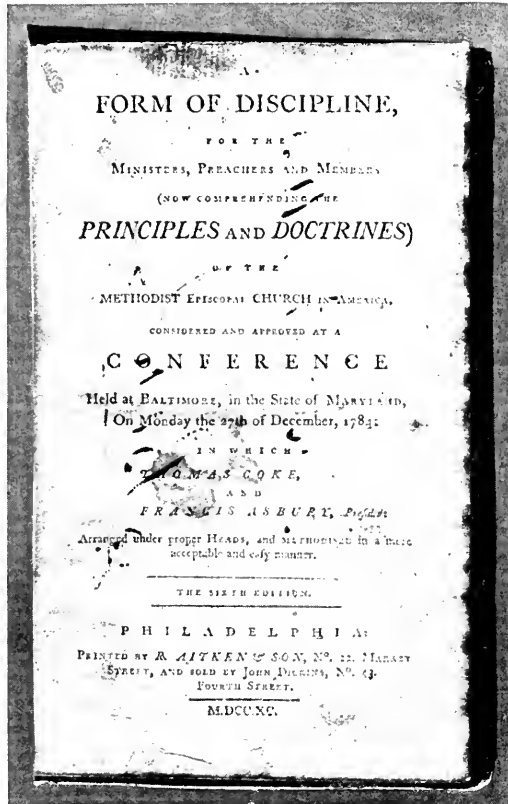 A
FORM OF DISCIPLINE,
FOR THE
MINISTERS, PREACHERS AND MEMBERS
(NOW COMPREHENDING THE
PRINCIPLES AND DOCTRINES)
OF THE
METHODIST EPISCOPAL CHURCH IN AMERICA,
CONSIDERED AND APPROVED AT A
CONFERENCE
Held at BALTIMORE, in the State of MARYLAND,
On Monday the 27th of December, 1784:
IN WHICH
THOMAS COKE,
AND
FRANCIS ASBURY, Presided.
Arranged under proper HEADS, and METHODISED in a more
acceptable and easy manner.
THE SIXTH EDITION.
PHILADELPHIA:
PRINTED BY R. AITKEN & SON, No. 22. MARKET
STREET, AND SOLD BY JOHN DICKINS, No. 43.
FOURTH STREET.
M.DCC.XC.